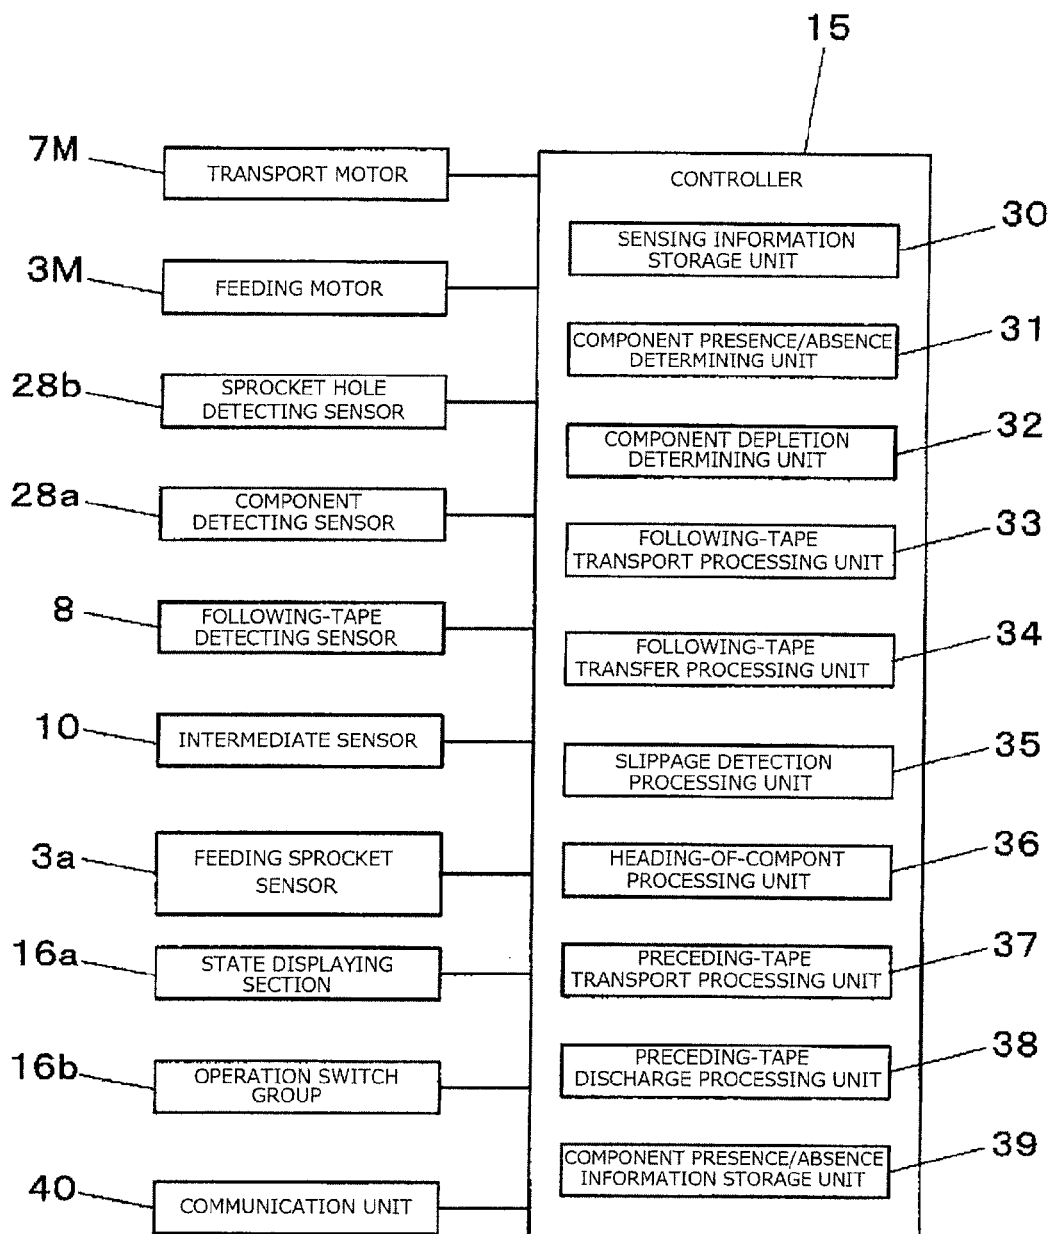 15
7M
TRANSPORT MOTOR
3M
FEEDING MOTOR
28b
SPROCKET HOLE
DETECTING SENSOR
28a
COMPONENT
DETECTING SENSOR
8
FOLLOWING-TAPE
DETECTING SENSOR
10
INTERMEDIATE SENSOR
3a
FEEDING SPROCKET
SENSOR
16a
STATE DISPLAYING
SECTION
16b
OPERATION SWITCH
GROUP
40
COMMUNICATION UNIT
CONTROLLER
SENSING INFORMATION
STORAGE UNIT
30
COMPONENT PRESENCE/ABSENCE
DETERMINING UNIT
31
COMPONENT DEPLETION
DETERMINING UNIT
32
FOLLOWING-TAPE
TRANSPORT PROCESSING UNIT
33
FOLLOWING-TAPE
TRANSFER PROCESSING UNIT
34
SLIPPAGE DETECTION
PROCESSING UNIT
35
HEADING-OF-COMPONT
PROCESSING UNIT
36
PRECEDING-TAPE
TRANSPORT PROCESSING UNIT
37
PRECEDING-TAPE
DISCHARGE PROCESSING UNIT
38
COMPONENT PRESENCE/ABSENCE
INFORMATION STORAGE UNIT
39